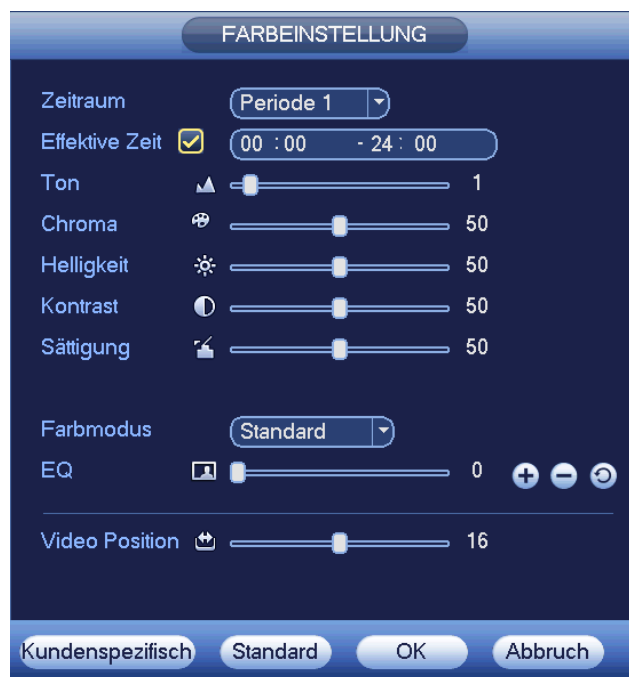 FARBEINSTELLUNG
Zeitraum Periode 1
Effektive Zeit 00 :00 - 24 : 00
Ton 1
Chroma 50
Helligkeit 50
Kontrast 50
Sättigung 50
Farbmodus Standard
EQ 0
Video Position 16
Kundenspezifisch Standard OK Abbruch